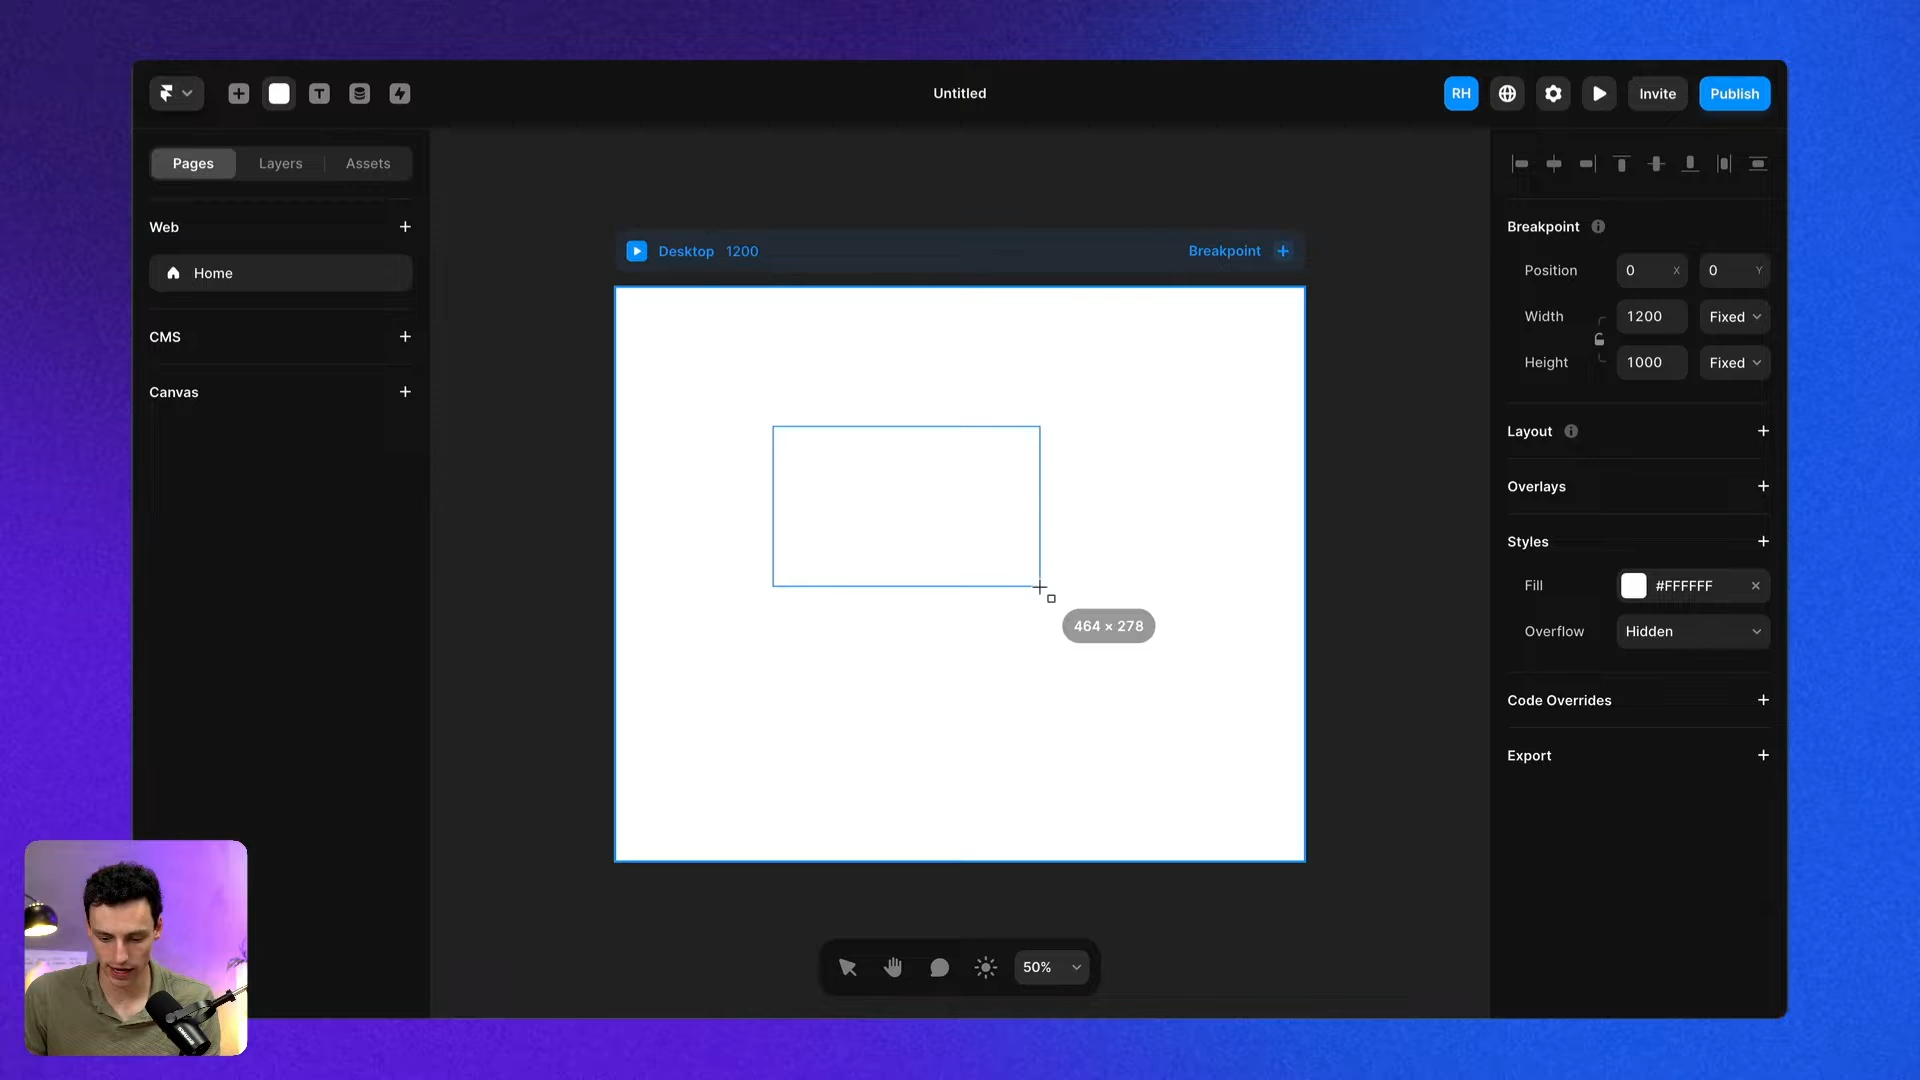 Untitled
RH
Invite
Publish
Pages
Layers
Assets
Web
Home
CMS
Canvas
Desktop 1200
Breakpoint
464 × 278
50%
Breakpoint
Position 0 X 0 Y
Width 1200 Fixed
Height 1000 Fixed
Layout
Overlays
Styles
Fill #FFFFFF
Overflow Hidden
Code Overrides
Export